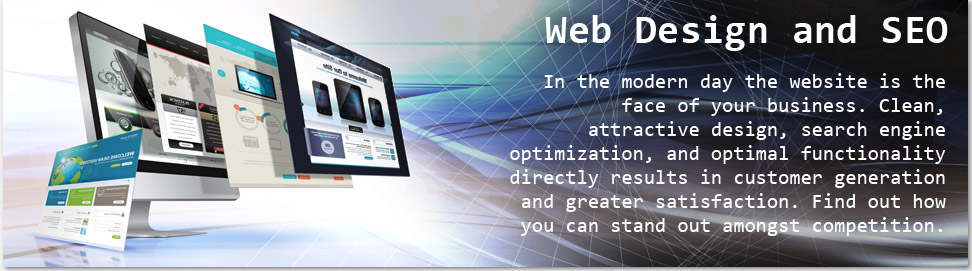 Web Design and SEO
In the modern day the website is the
face of your business. Clean,
attractive design, search engine
optimization, and optimal functionality
directly results in customer generation
and greater satisfaction. Find out how
you can stand out amongst competition.